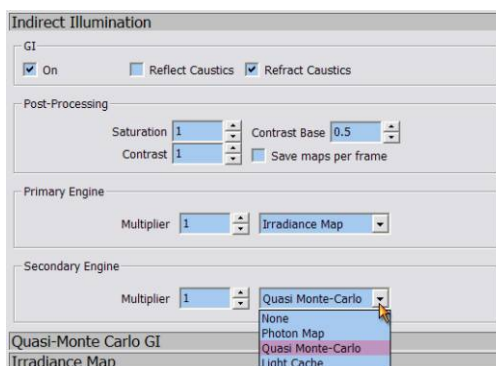 Indirect Illumination
GI
On Reflect Caustics Refract Caustics
Post-Processing
Saturation 1 Contrast Base 0.5
Contrast 1 Save maps per frame
Primary Engine
Multiplier 1 Irradiance Map
Secondary Engine
Multiplier 1 Quasi Monte-Carlo
None
Photon Map
Quasi Monte-Carlo
Light Cache
Quasi-Monte Carlo GI
Irradiance Map